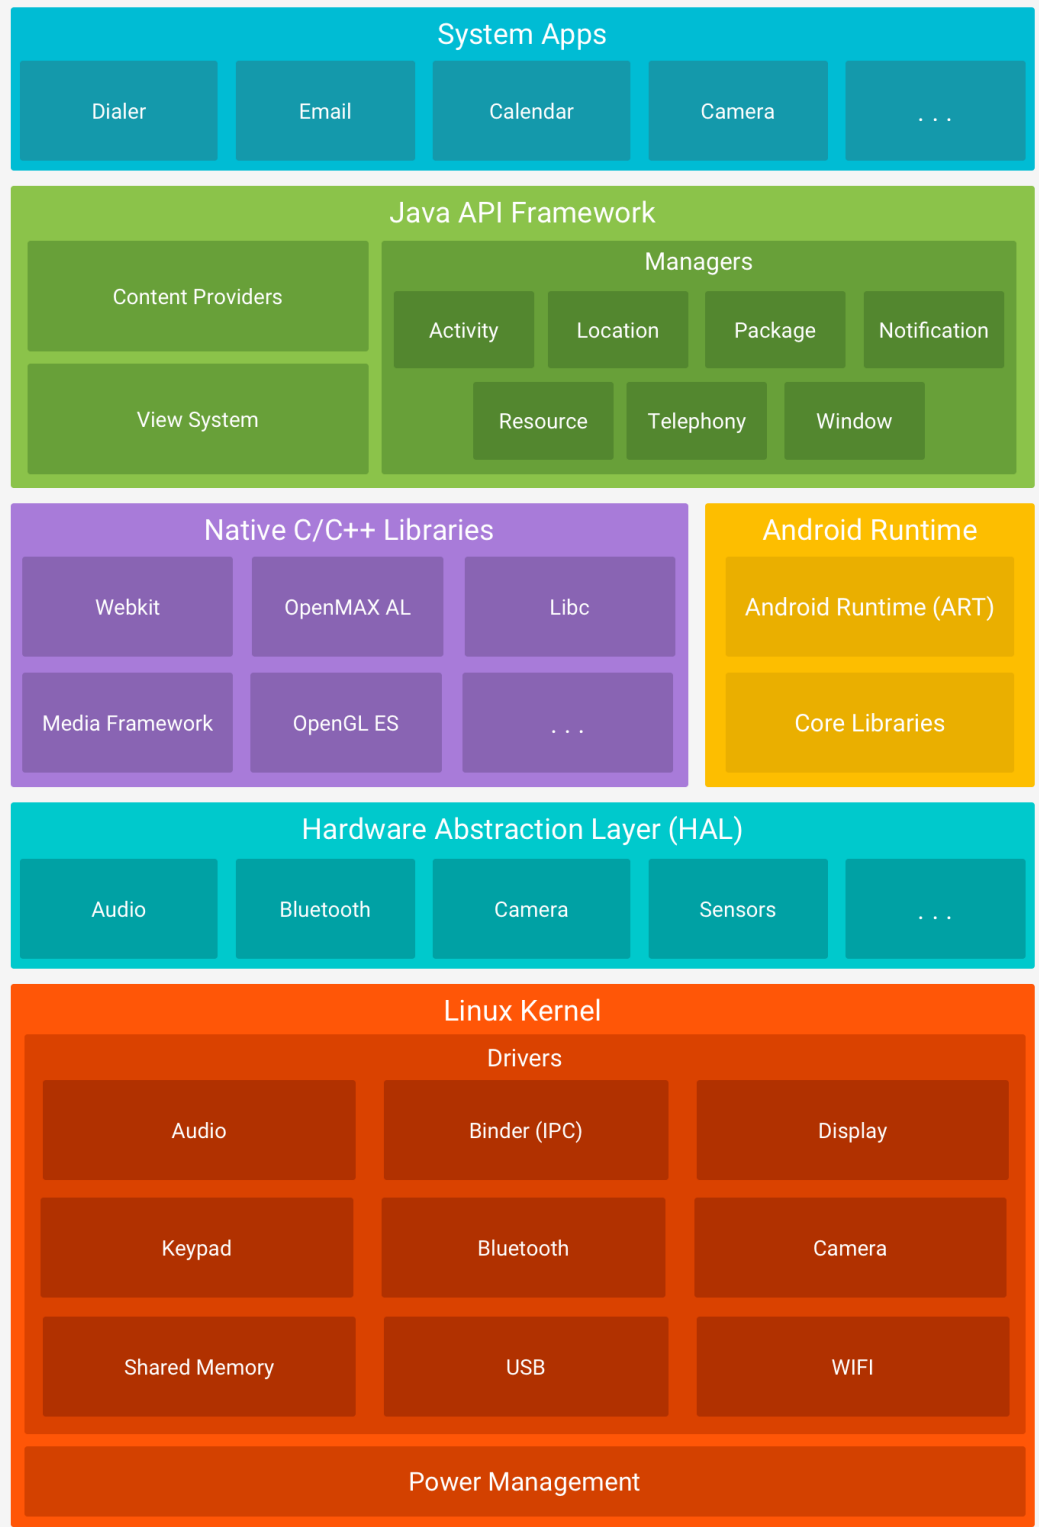 System Apps
Dialer
Email
Calendar
Camera
. . .
Java API Framework
Content Providers
View System
Managers
Activity
Location
Package
Notification
Resource
Telephony
Window
Native C/C++ Libraries
Webkit
OpenMAX AL
Libc
Media Framework
OpenGL ES
. . .
Android Runtime
Android Runtime (ART)
Core Libraries
Hardware Abstraction Layer (HAL)
Audio
Bluetooth
Camera
Sensors
. . .
Linux Kernel
Drivers
Audio
Binder (IPC)
Display
Keypad
Bluetooth
Camera
Shared Memory
USB
WIFI
Power Management